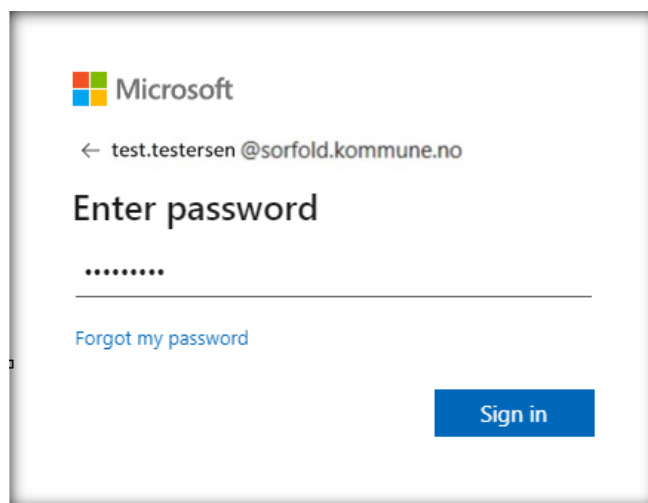 Microsoft
← test.testersen @sorfold.kommune.no
Enter password
•••••••••
Forgot my password
Sign in